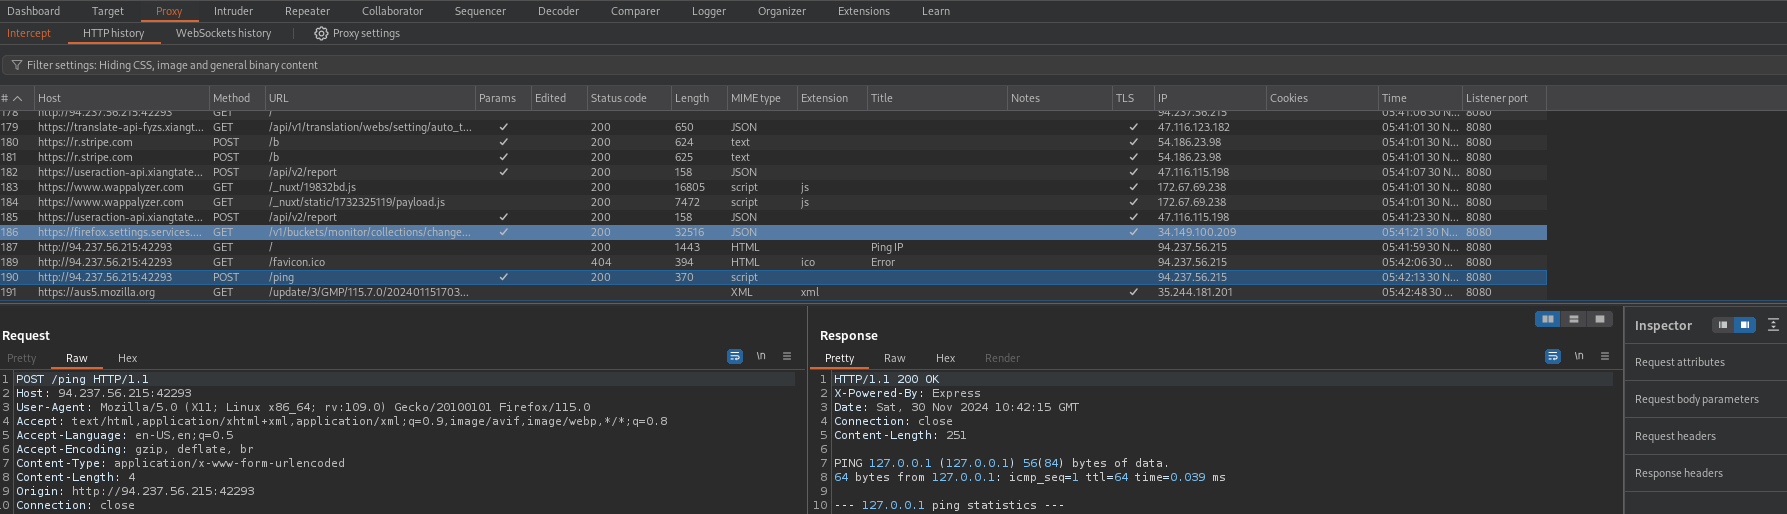 Dashboard Target Proxy Intruder Repeater Collaborator Sequencer Decoder Comparer Logger Organizer Extensions Learn
Intercept HTTP history WebSockets history Proxy settings
Filter settings: Hiding CSS, image and general binary content
# Host Method URL Params Edited Status code Length MIME type Extension Title Notes TLS IP Cookies Time Listener port
178 http://94.237.56.215:42293 GET / 94.237.56.215 05:41:06 30 N... 8080
179 https://translate-api-fyzs.xiangt... GET /api/v1/translation/webs/setting/auto_t... ✓ 200 650 JSON ✓ 47.116.123.182 05:41:01 30 N... 8080
180 https://r.stripe.com POST /b ✓ 200 624 text ✓ 54.186.23.98 05:41:01 30 N... 8080
181 https://r.stripe.com POST /b ✓ 200 625 text ✓ 54.186.23.98 05:41:01 30 N... 8080
182 https://useraction-api.xiangtate... POST /api/v2/report ✓ 200 158 JSON ✓ 47.116.115.198 05:41:07 30 N... 8080
183 https://www.wappalyzer.com GET /_nuxt/19832bd.js 200 16805 script js ✓ 172.67.69.238 05:41:01 30 N... 8080
184 https://www.wappalyzer.com GET /_nuxt/static/1732325119/payload.js 200 7472 script js ✓ 172.67.69.238 05:41:01 30 N... 8080
185 https://useraction-api.xiangtate... POST /api/v2/report ✓ 200 158 JSON ✓ 47.116.115.198 05:41:23 30 N... 8080
186 https://firefox.settings.services.... GET /v1/buckets/monitor/collections/change... ✓ 200 32516 JSON ✓ 34.149.100.209 05:41:21 30 N... 8080
187 http://94.237.56.215:42293 GET / 200 1443 HTML Ping IP 94.237.56.215 05:41:59 30 N... 8080
189 http://94.237.56.215:42293 GET /favicon.ico 404 394 HTML ico Error 94.237.56.215 05:42:06 30 ... 8080
190 http://94.237.56.215:42293 POST /ping ✓ 200 370 script 94.237.56.215 05:42:13 30 N... 8080
191 https://aus5.mozilla.org GET /update/3/GMP/115.7.0/202401151703... XML xml ✓ 35.244.181.201 05:42:48 30 ... 8080
Request
Pretty Raw Hex \n
1 POST /ping HTTP/1.1
2 Host: 94.237.56.215:42293
3 User-Agent: Mozilla/5.0 (X11; Linux x86_64; rv:109.0) Gecko/20100101 Firefox/115.0
4 Accept: text/html,application/xhtml+xml,application/xml;q=0.9,image/avif,image/webp,*/*;q=0.8
5 Accept-Language: en-US,en;q=0.5
6 Accept-Encoding: gzip, deflate, br
7 Content-Type: application/x-www-form-urlencoded
8 Content-Length: 4
9 Origin: http://94.237.56.215:42293
10 Connection: close
Response
Pretty Raw Hex Render \n
1 HTTP/1.1 200 OK
2 X-Powered-By: Express
3 Date: Sat, 30 Nov 2024 10:42:15 GMT
4 Connection: close
5 Content-Length: 251
6
7 PING 127.0.0.1 (127.0.0.1) 56(84) bytes of data.
8 64 bytes from 127.0.0.1: icmp_seq=1 ttl=64 time=0.039 ms
9
10 --- 127.0.0.1 ping statistics ---
Inspector
Request attributes
Request body parameters
Request headers
Response headers